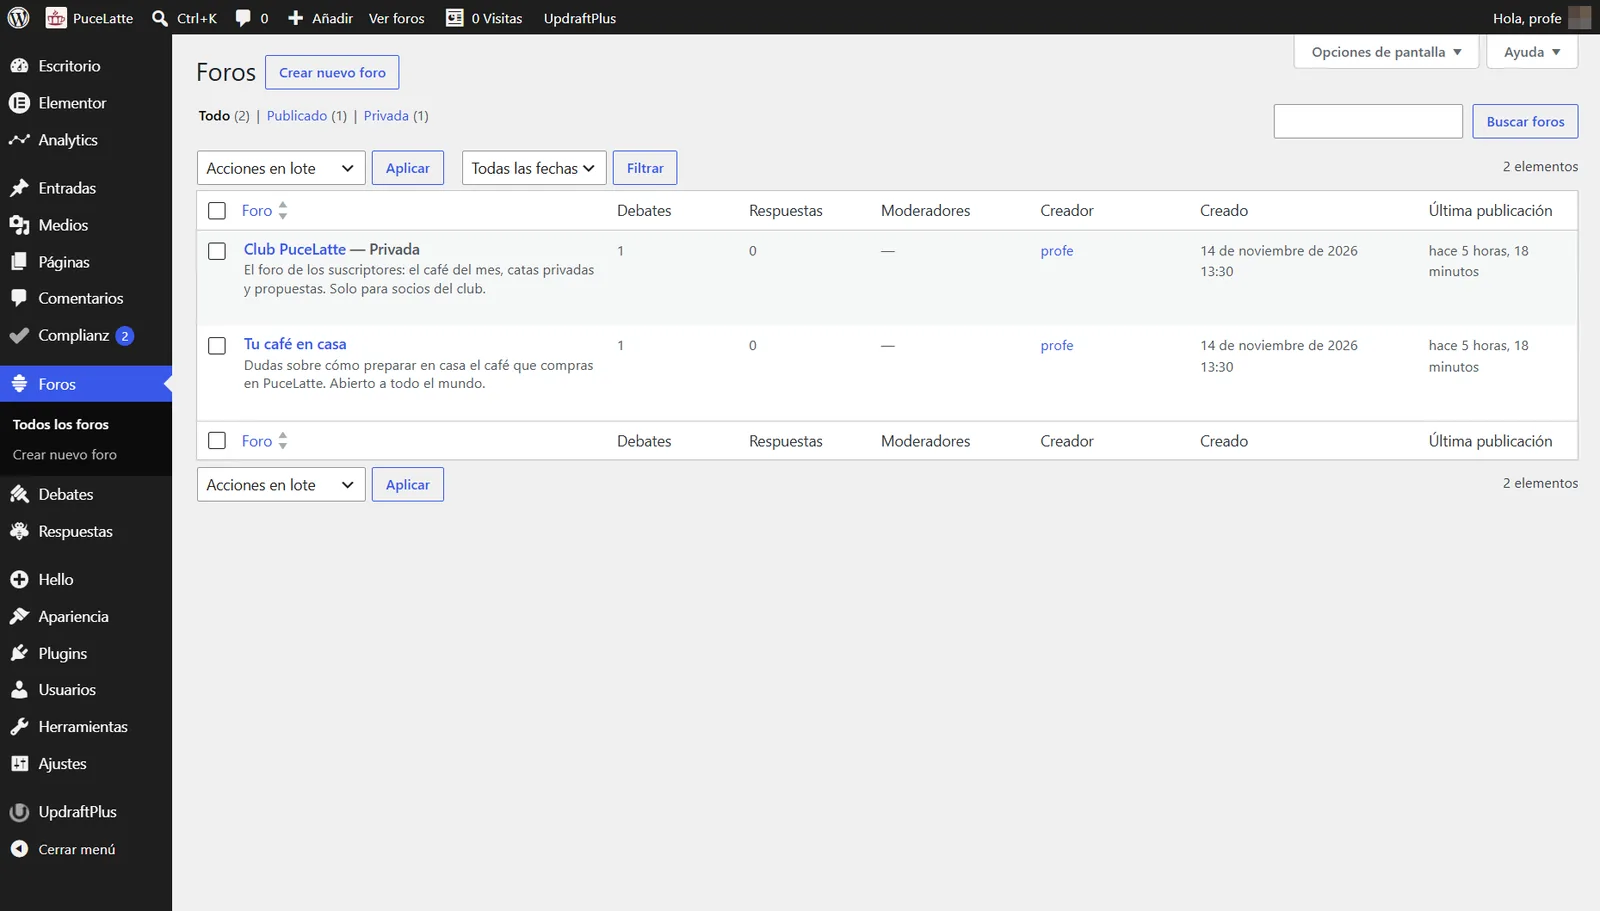 PuceLatte Ctrl+K 0 Añadir Ver foros 0 Visitas UpdraftPlus Hola, profe
Escritorio
Elementor
Analytics
Entradas
Medios
Páginas
Comentarios
Complianz 2
Foros
Todos los foros
Crear nuevo foro
Debates
Respuestas
Hello
Apariencia
Plugins
Usuarios
Herramientas
Ajustes
UpdraftPlus
Cerrar menú
Opciones de pantalla Ayuda
Foros Crear nuevo foro
Todo (2) | Publicado (1) | Privada (1)
Buscar foros
Acciones en lote Aplicar Todas las fechas Filtrar
2 elementos
Foro Debates Respuestas Moderadores Creador Creado Última publicación
Club PuceLatte — Privada 1 0 — profe 14 de noviembre de 2026 hace 5 horas, 18
13:30 minutos
El foro de los suscriptores: el café del mes, catas privadas
y propuestas. Solo para socios del club.
Tu café en casa 1 0 — profe 14 de noviembre de 2026 hace 5 horas, 18
13:30 minutos
Dudas sobre cómo preparar en casa el café que compras
en PuceLatte. Abierto a todo el mundo.
Foro Debates Respuestas Moderadores Creador Creado Última publicación
Acciones en lote Aplicar
2 elementos